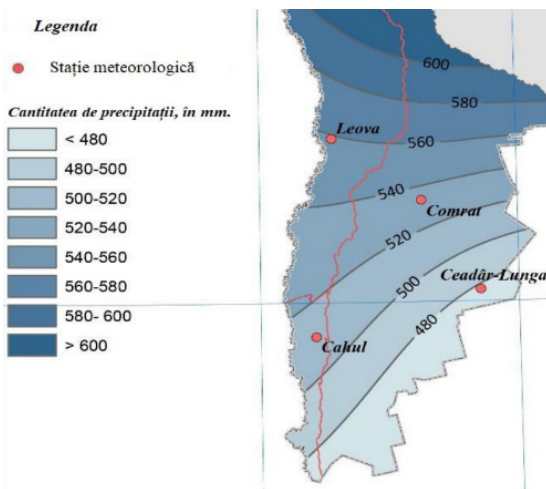 Legenda
Stație meteorologică
Cantitatea de precipitații, în mm.
< 480
480-500
500-520
520-540
540-560
560-580
580- 600
> 600
600
580
Leova
560
540
Comrat
520
Ceadâr-Lunga
500
480
Cahul